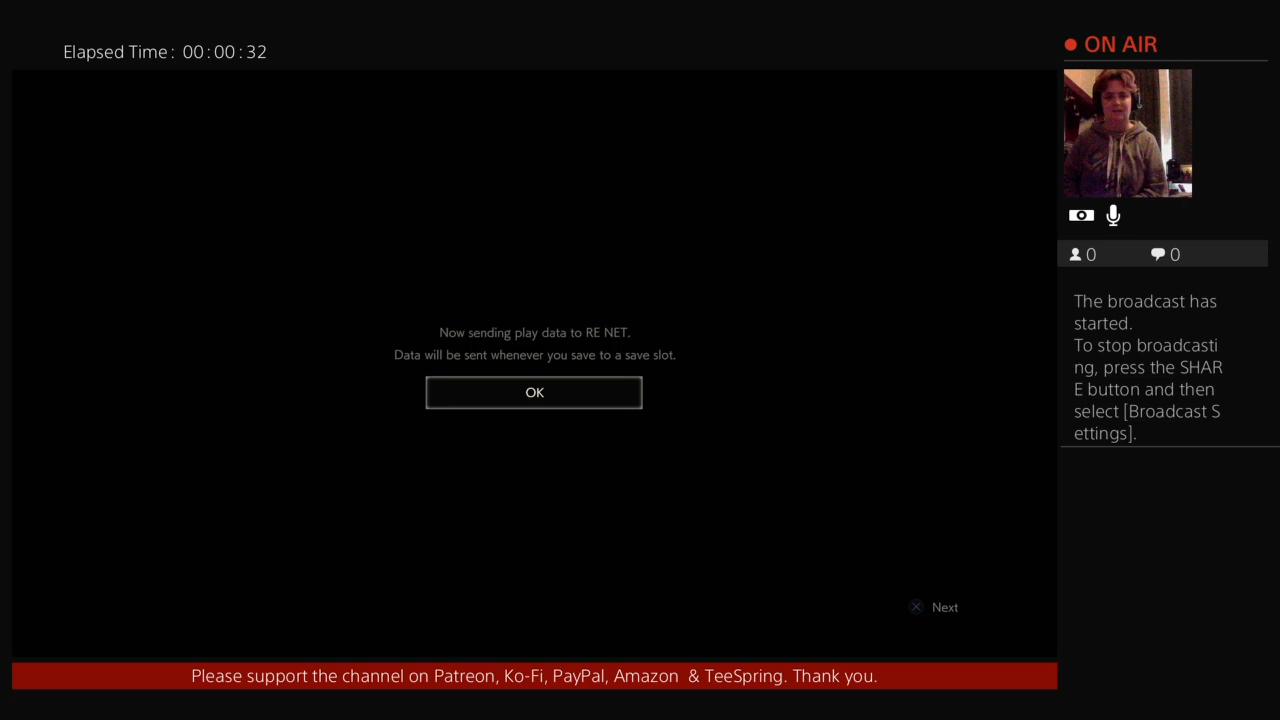 Elapsed Time: 00:00:32
ON AIR
0 0
The broadcast has
started.
To stop broadcasti
ng, press the SHAR
E button and then
select [Broadcast S
ettings].
Now sending play data to RE NET.
Data will be sent whenever you save to a save slot.
OK
Next
Please support the channel on Patreon, Ko-Fi, PayPal, Amazon & TeeSpring. Thank you.